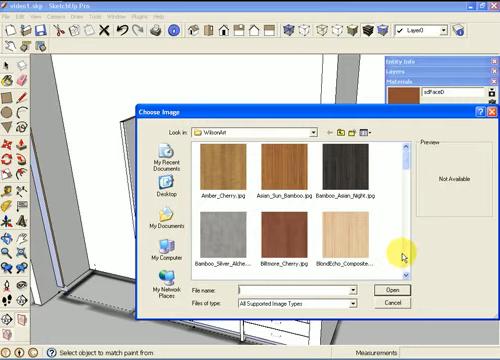 video1.skp - SketchUp Pro
File Edit View Camera Draw Tools Window Plugins Help
Layer0
Entity Info
Layers
Materials
sdFaceD
Choose Image
Look in:
WilsonArt
Preview
Not Available
My Recent Documents
Desktop
My Documents
My Computer
My Network Places
Amber_Cherry.jpg
Asian_Sun_Bamboo.jpg
Bamboo_Asian_Night.jpg
Bamboo_Silver_Alche...
Biltmore_Cherry.jpg
BlondEcho_Composite...
File name:
Open
Files of type:
All Supported Image Types
Cancel
Select object to match paint from
Measurements